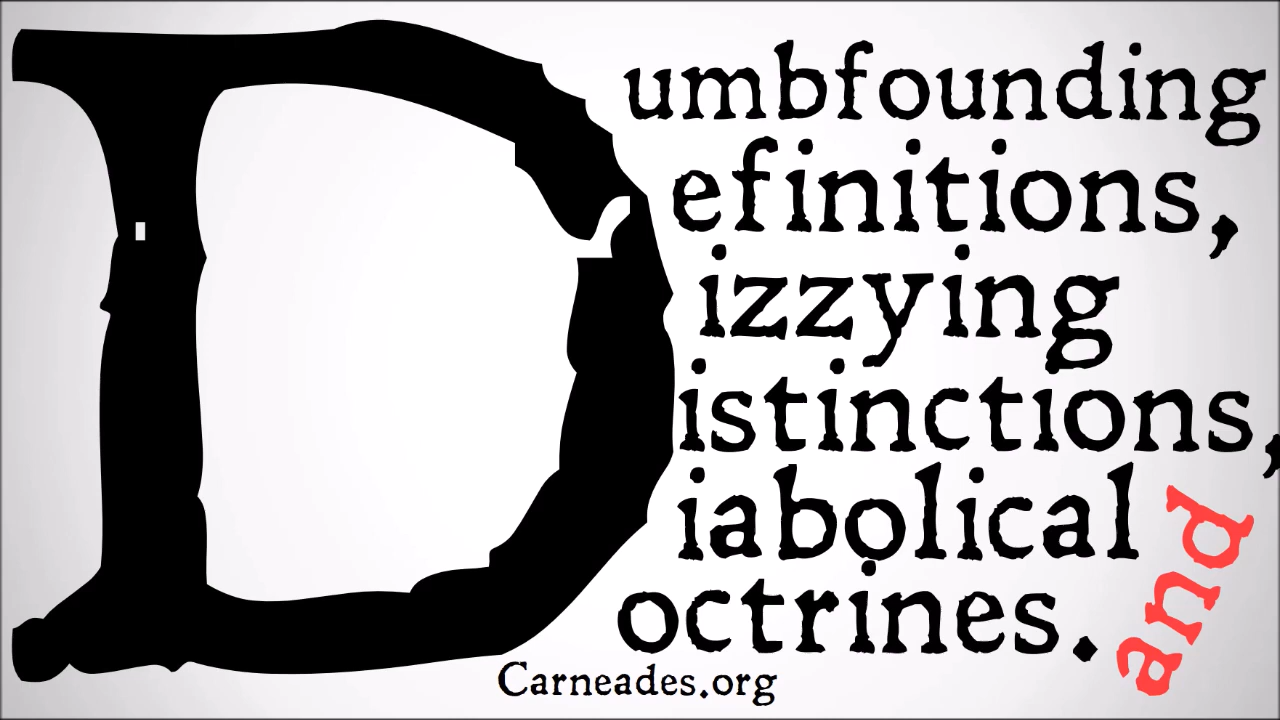 D
umbfounding
efinitions,
izzying
istinctions,
iabolical
and
octrines.
Carneades.org